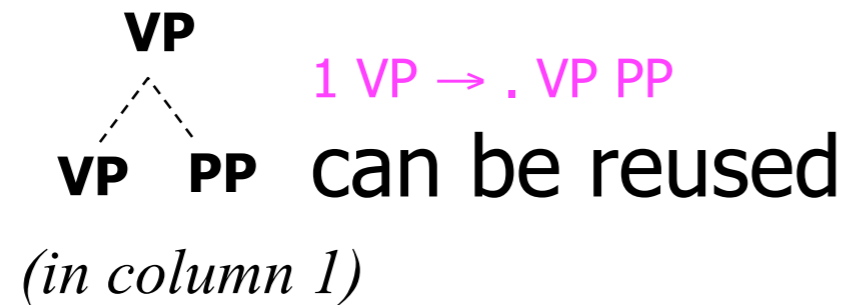 VP
1 VP → . VP PP
VP PP can be reused
(in column 1)